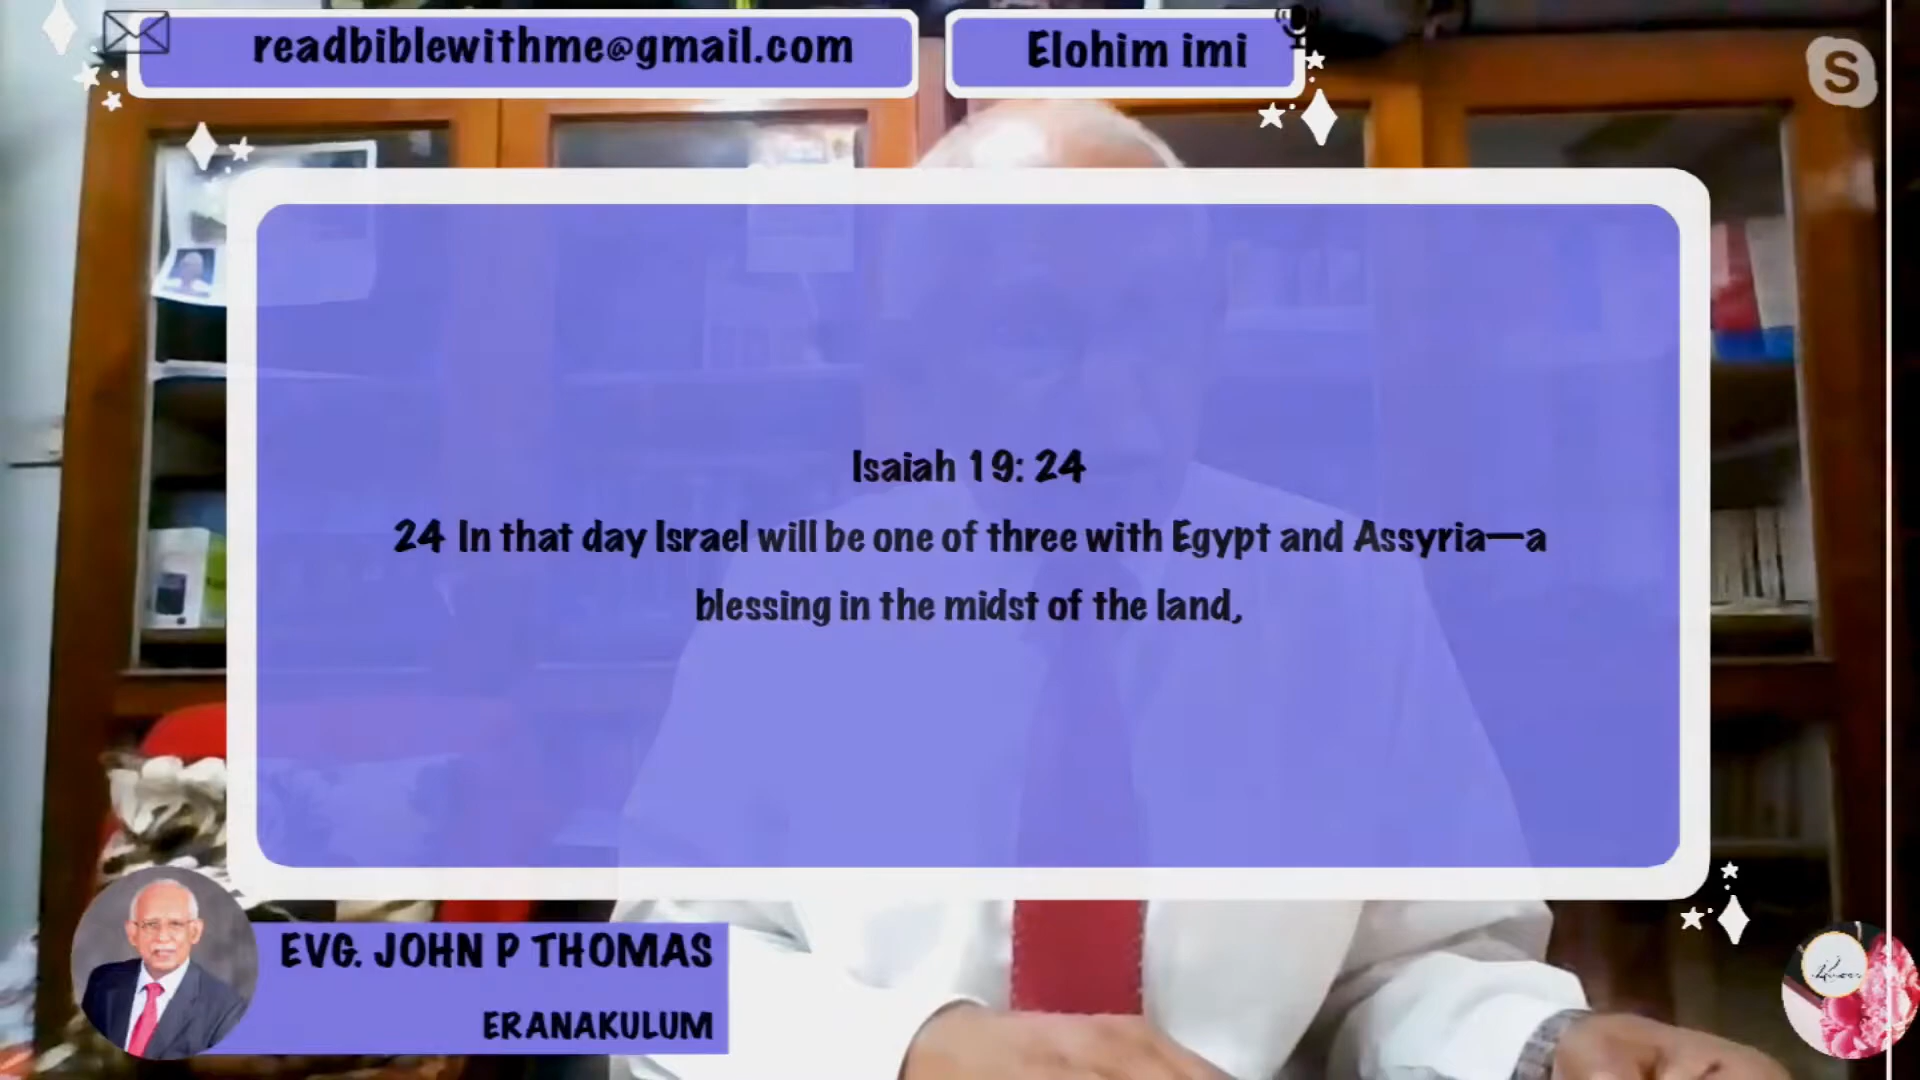 readbiblewithme@gmail.com
Elohim imi
S
Isaiah 19: 24
24 In that day Israel will be one of three with Egypt and Assyria—a
blessing in the midst of the land,
EVG. JOHN P THOMAS
ERANAKULUM